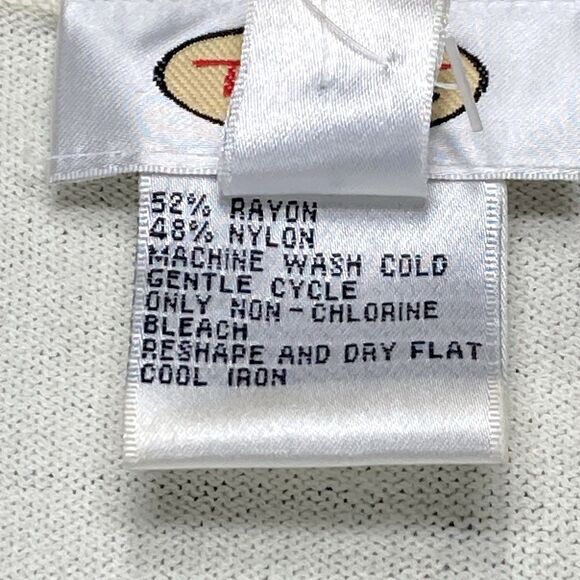 52% RAYON
48% NYLON
MACHINE WASH COLD
GENTLE CYCLE
ONLY NON-CHLORINE
BLEACH
RESHAPE AND DRY FLAT
COOL IRON